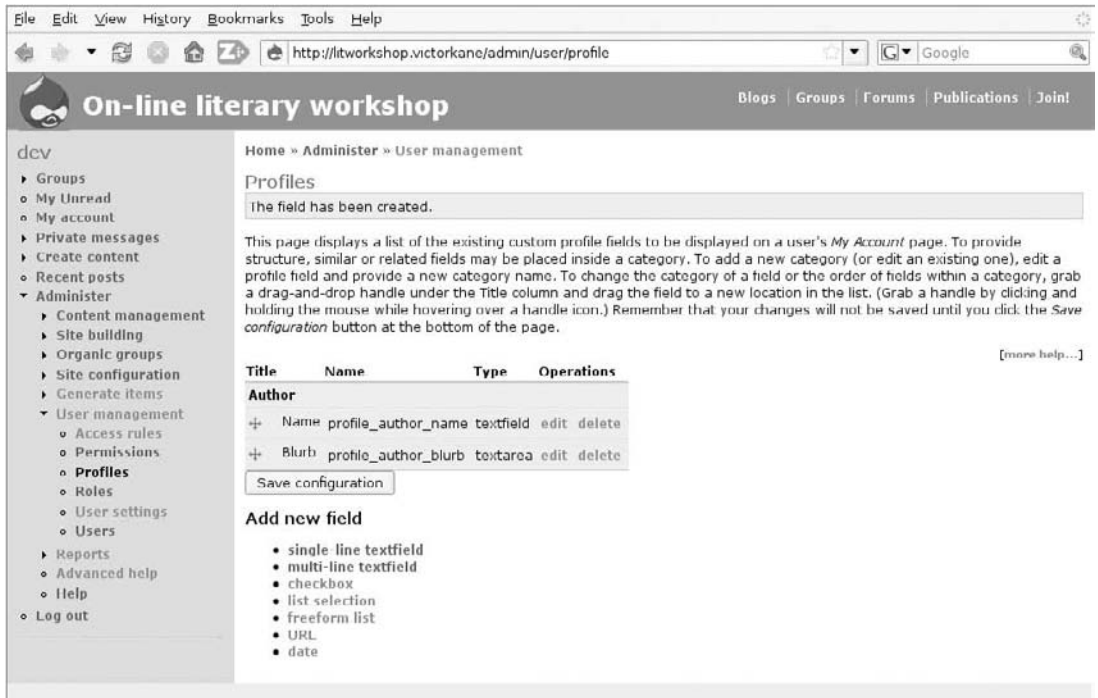 File Edit View History Bookmarks Tools Help
http://litworkshop.victorkane/admin/user/profile
G Google
On-line literary workshop
Blogs Groups Forums Publications Join!
dev
Groups
My Unread
My account
Private messages
Create content
Recent posts
Administer
Content management
Site building
Organic groups
Site configuration
Generate items
User management
Access rules
Permissions
Profiles
Roles
User settings
Users
Reports
Advanced help
Help
Log out
Home » Administer » User management
Profiles
The field has been created.
This page displays a list of the existing custom profile fields to be displayed on a user's My Account page. To provide
structure, similar or related fields may be placed inside a category. To add a new category (or edit an existing one), edit a
profile field and provide a new category name. To change the category of a field or the order of fields within a category, grab
a drag-and-drop handle under the Title column and drag the field to a new location in the list. (Grab a handle by clicking and
holding the mouse while hovering over a handle icon.) Remember that your changes will not be saved until you click the Save
configuration button at the bottom of the page.
[more help...]
Title Name Type Operations
Author
Name profile_author_name textfield edit delete
Blurb profile_author_blurb textarea edit delete
Save configuration
Add new field
single-line textfield
multi-line textfield
checkbox
list selection
freeform list
URL
date